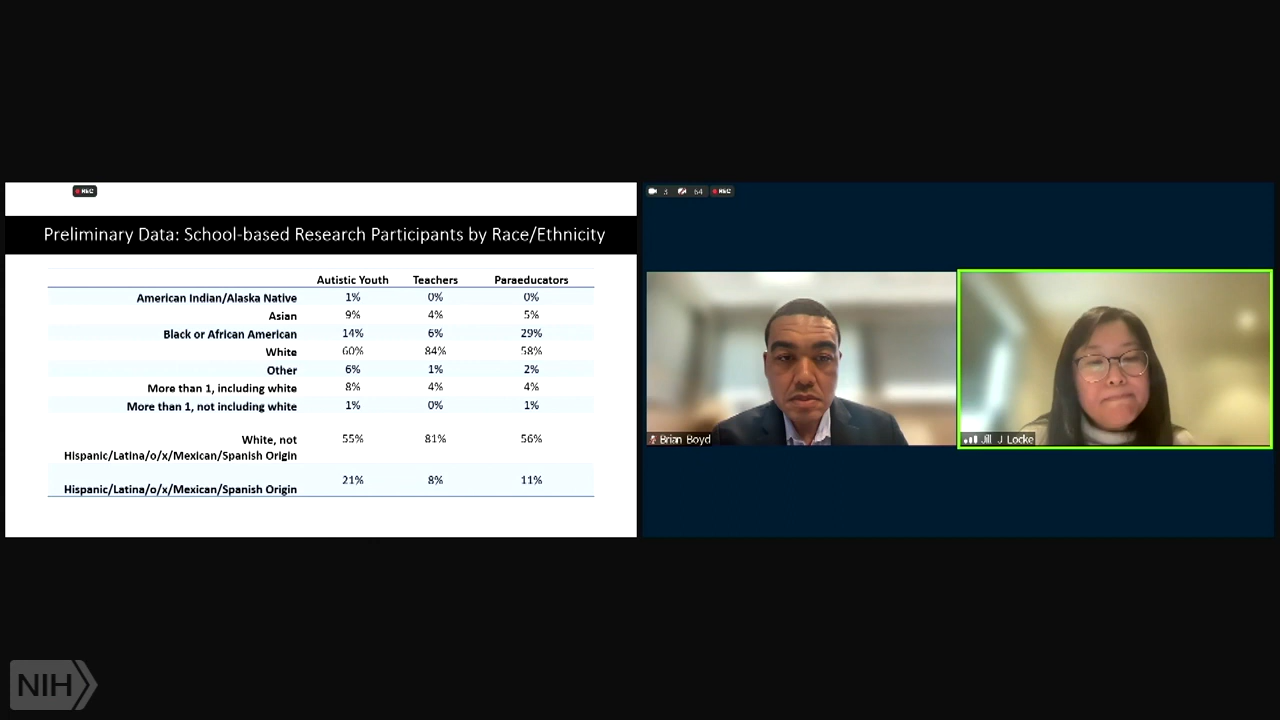 REC
Preliminary Data: School-based Research Participants by Race/Ethnicity
Autistic Youth Teachers Paraeducators
American Indian/Alaska Native 1% 0% 0%
Asian 9% 4% 5%
Black or African American 14% 6% 29%
White 60% 84% 58%
Other 6% 1% 2%
More than 1, including white 8% 4% 4%
More than 1, not including white 1% 0% 1%
White, not 55% 81% 56%
Hispanic/Latina/o/x/Mexican/Spanish Origin
21% 8% 11%
Hispanic/Latina/o/x/Mexican/Spanish Origin
3 64 REC
Brian Boyd
Jill J Locke
NIH